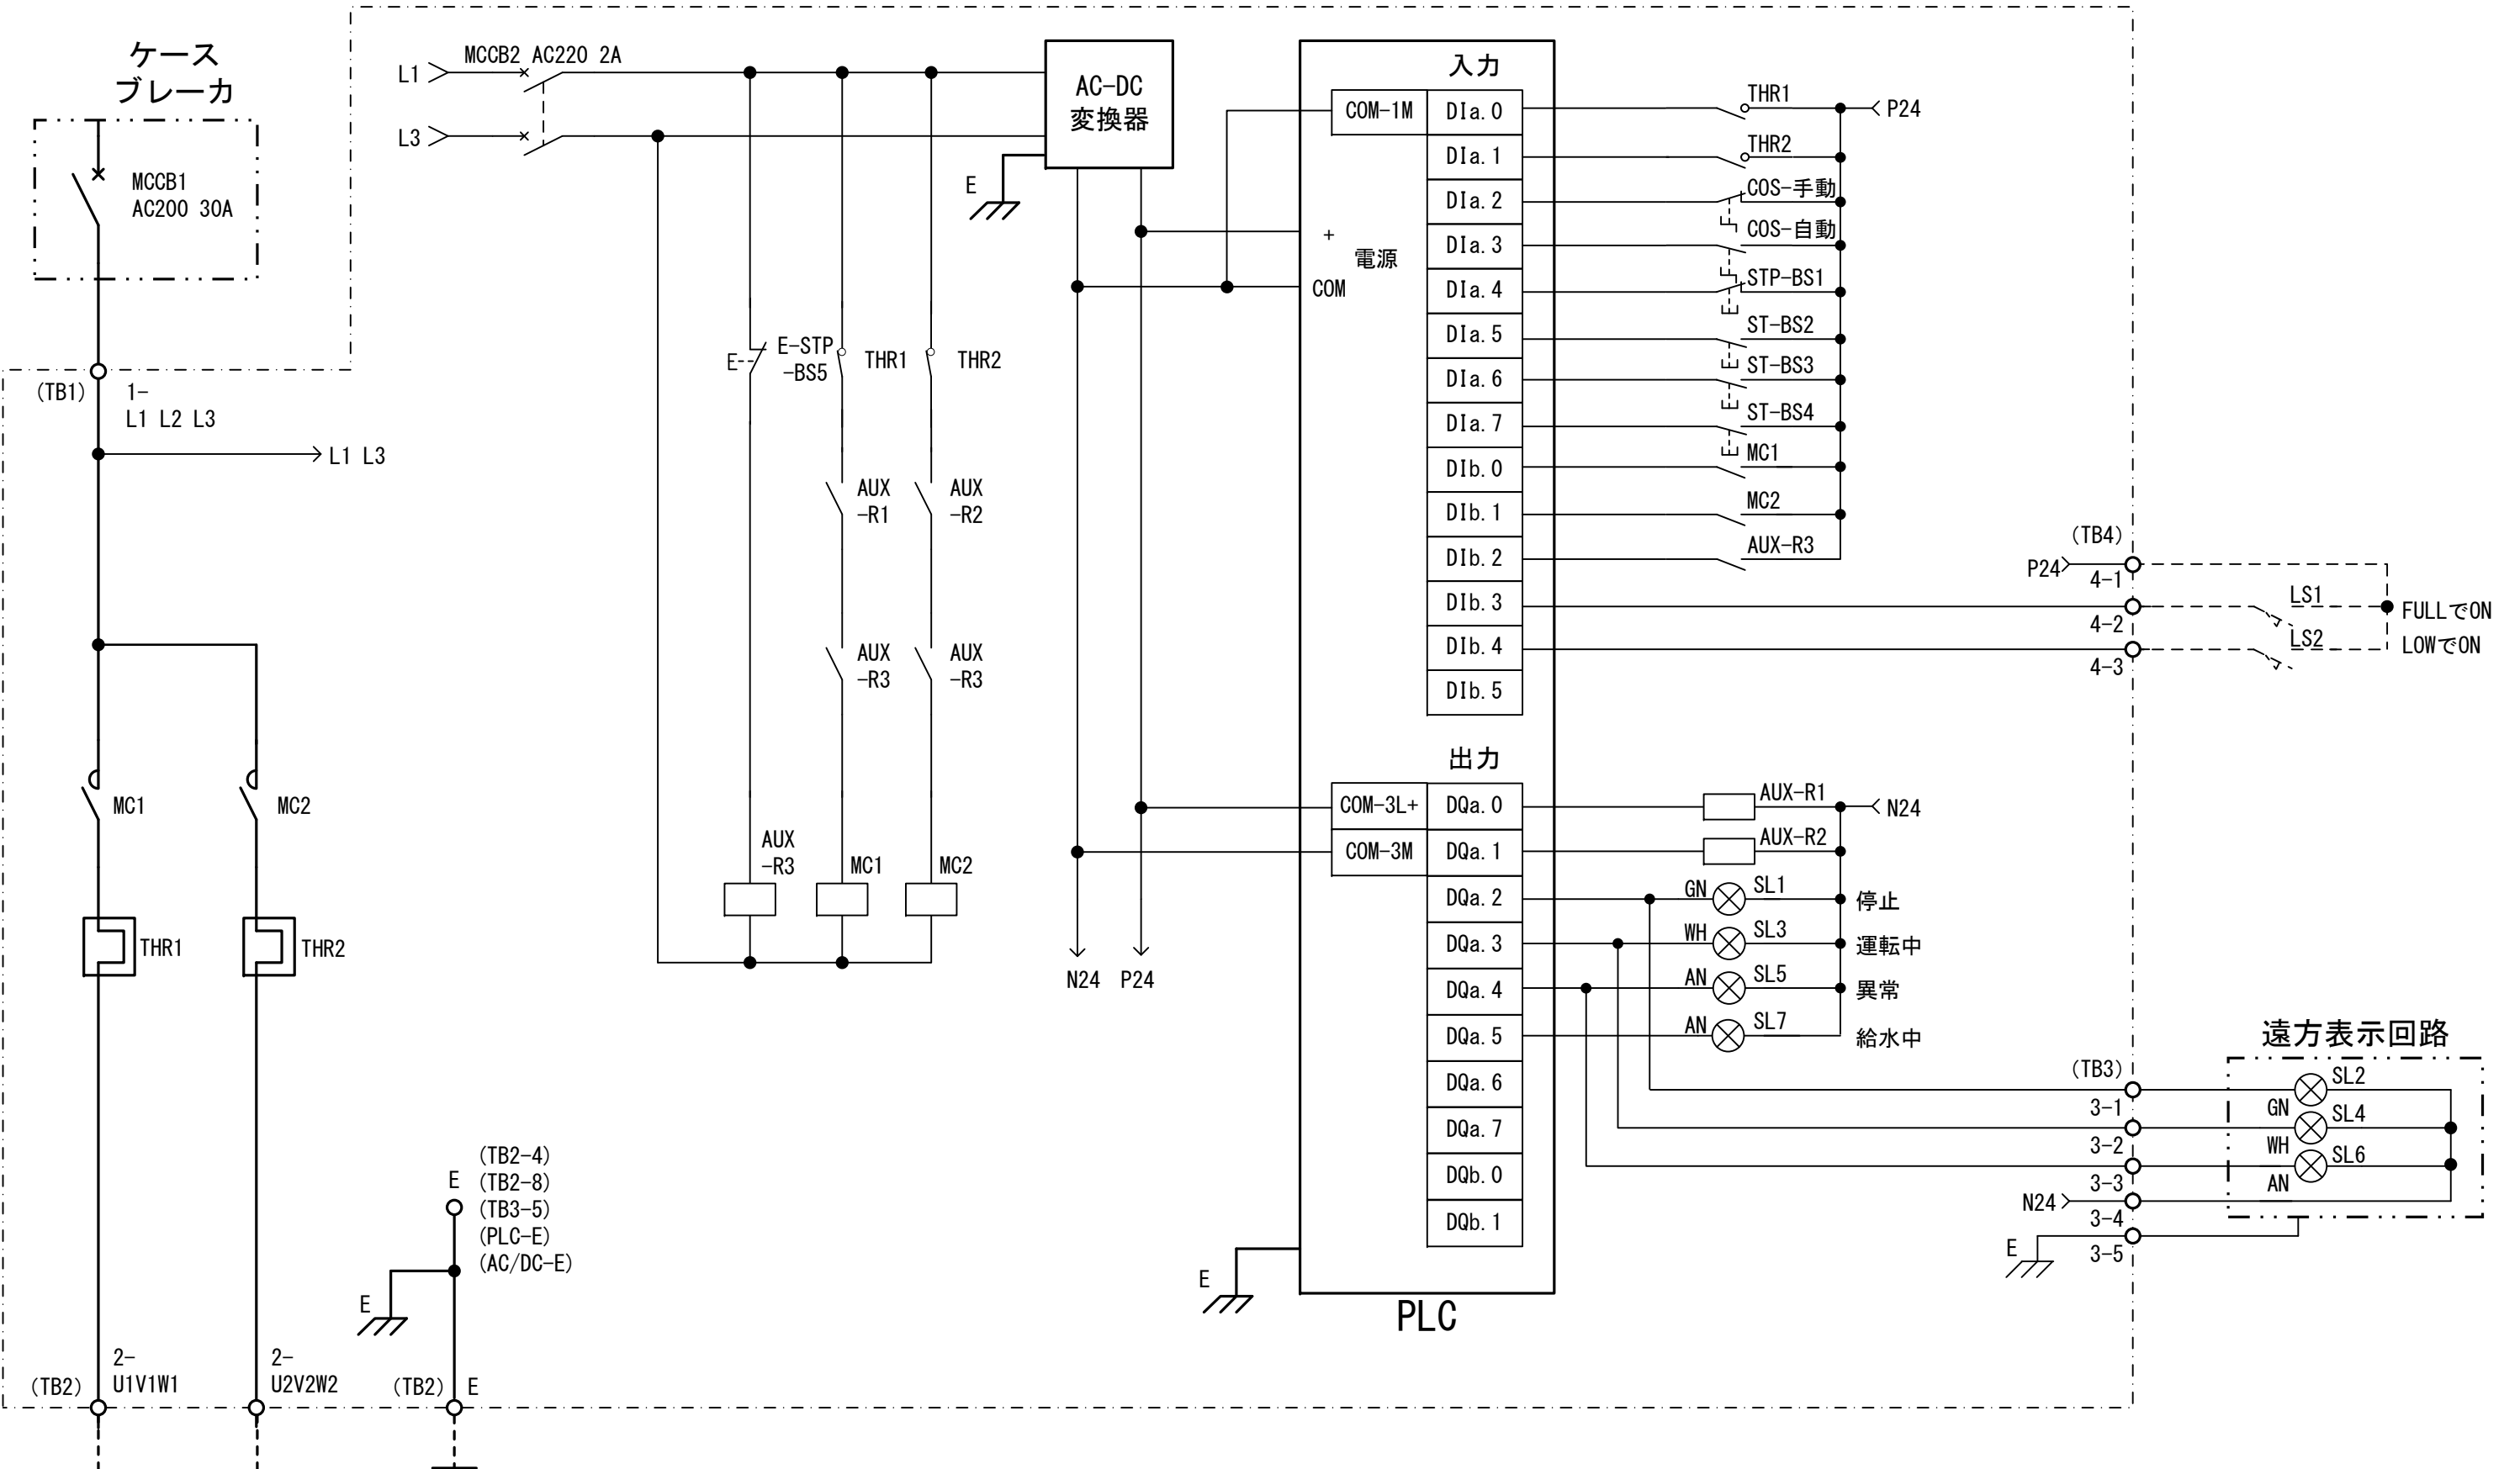 ケース
ブレーカ
MCCB1
AC200 30A
(TB1)
1-
L1 L2 L3
L1 L3
MC1
MC2
THR1
THR2
2-
U1V1W1
(TB2)
2-
U2V2W2
(TB2) E
E
(TB2-4)
(TB2-8)
(TB3-5)
(PLC-E)
(AC/DC-E)
E
MCCB2 AC220 2A
L1
L3
AC-DC
変換器
E
E
E-STP
-BS5
THR1
THR2
AUX
-R1
AUX
-R2
AUX
-R3
AUX
-R3
AUX
-R3
MC1
MC2
N24
P24
入力
COM-1M
DIa.0
DIa.1
DIa.2
DIa.3
DIa.4
DIa.5
DIa.6
DIa.7
DIb.0
DIb.1
DIb.2
DIb.3
DIb.4
DIb.5
+
電源
COM
出力
COM-3L+
COM-3M
DQa.0
DQa.1
DQa.2
DQa.3
DQa.4
DQa.5
DQa.6
DQa.7
DQb.0
DQb.1
E
PLC
THR1
P24
THR2
COS-手動
COS-自動
STP-BS1
ST-BS2
ST-BS3
ST-BS4
MC1
MC2
AUX-R3
AUX-R1
N24
AUX-R2
GN
SL1
停止
WH
SL3
運転中
AN
SL5
異常
AN
SL7
給水中
(TB4)
P24
4-1
4-2
4-3
LS1
FULLでON
LS2
LOWでON
遠方表示回路
(TB3)
3-1
3-2
3-3
N24
3-4
E
3-5
SL2
GN
SL4
WH
SL6
AN